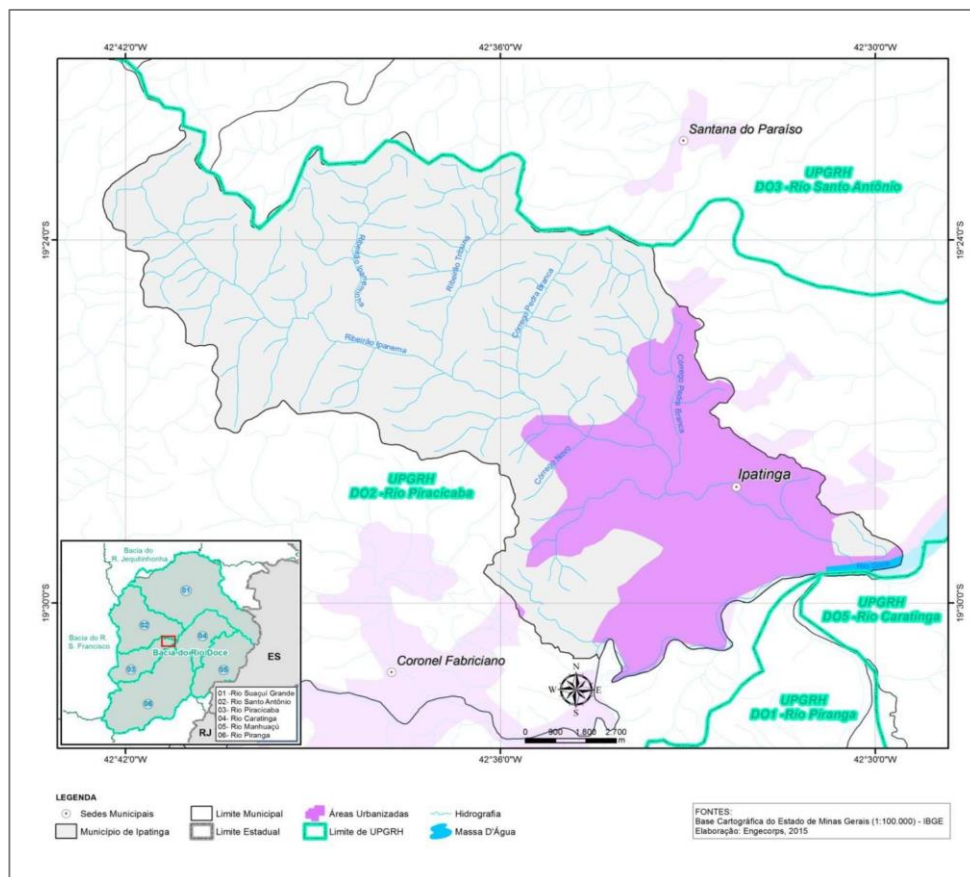 42°42'0"W
42°36'0"W
42°30'0"W
Santana do Paraíso
UPGRH
DO3 -Rio Santo Antônio
19°24'0"S
19°24'0"S
Ribeirão Tribuna
Córrego Pedra Branca
Ribeirão Ipanema
Córrego Pedra Branca
Córrego Novo
Ipatinga
UPGRH
DO2 -Rio Piracicaba
Rio Doce
19°30'0"S
19°30'0"S
UPGRH
DO5 -Rio Caratinga
Coronel Fabriciano
UPGRH
DO1 -Rio Piranga
Bacia do
R. Jequitinhonha
Bacia do R.
S. Francisco
Bacia do Rio Doce
01
02
03
04
05
06
ES
RJ
01 -Rio Suaçuí Grande
02- Rio Santo Antônio
03- Rio Piracicaba
04- Rio Caratinga
05- Rio Manhuaçú
06- Rio Piranga
N
W E
S
0 900 1.800 2.700
m
42°42'0"W
42°36'0"W
42°30'0"W
LEGENDA
Sedes Municipais
Limite Municipal
Áreas Urbanizadas
Hidrografia
Município de Ipatinga
Limite Estadual
Limite de UPGRH
Massa D'Água
FONTES:
Base Cartográfica do Estado de Minas Gerais (1:100.000) - IBGE
Elaboração: Engecorps, 2015